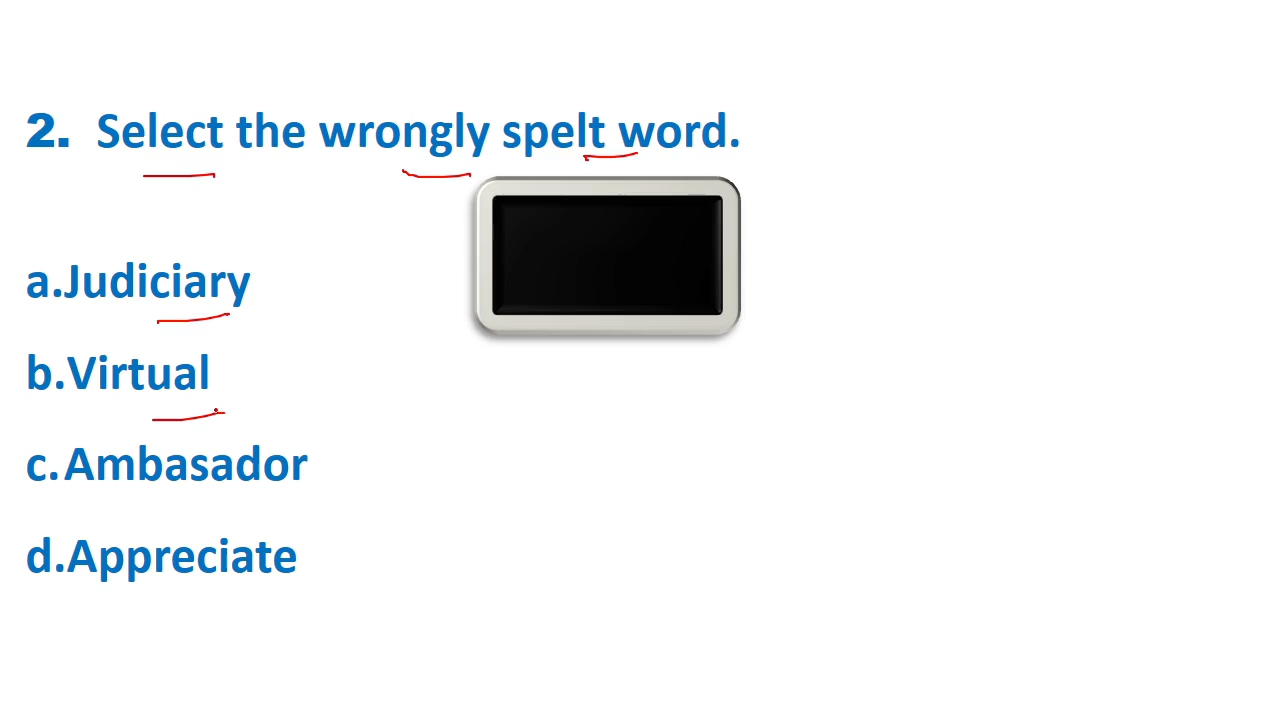 2. Select the wrongly spelt word.
a.Judiciary
b.Virtual
c.Ambasador
d.Appreciate